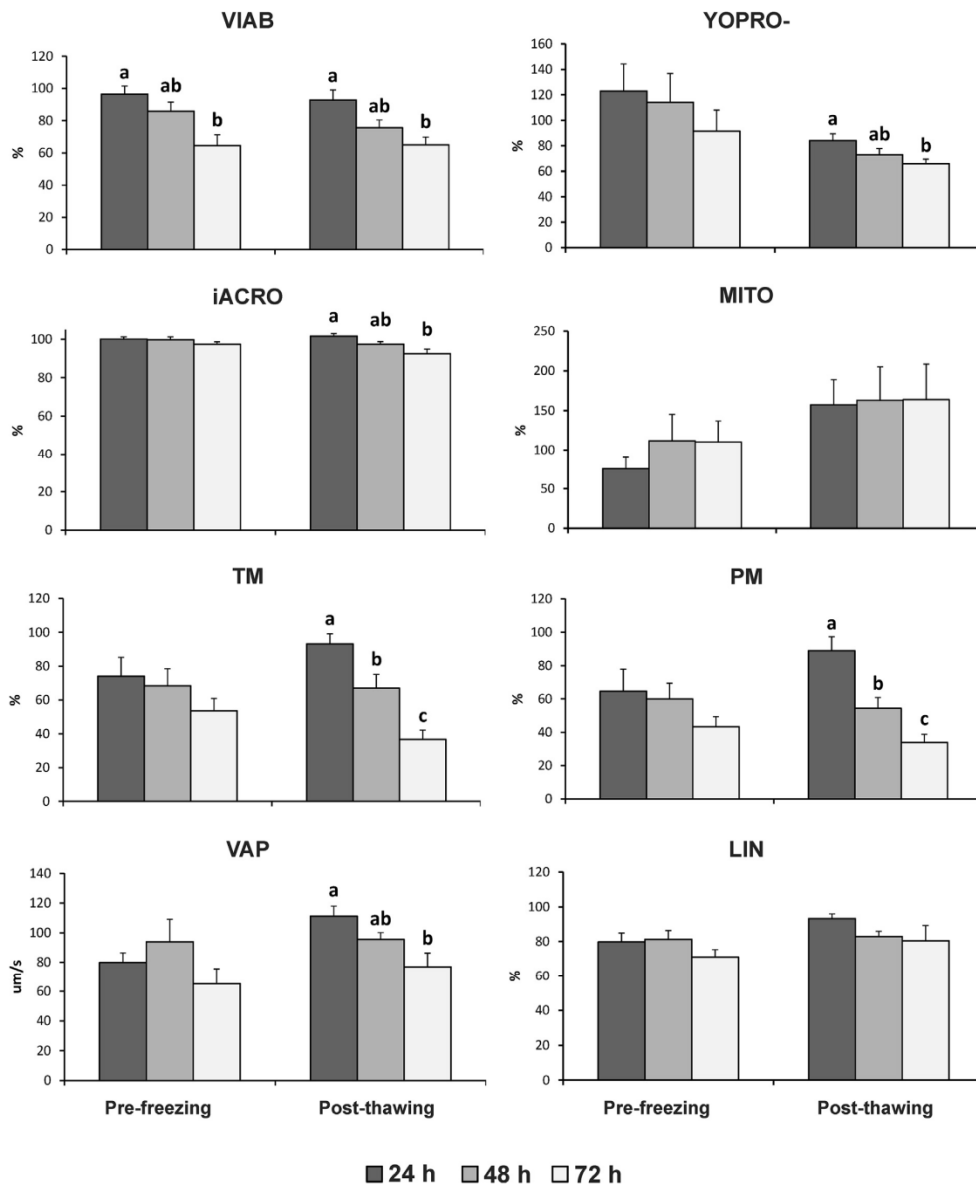 VIAB
120
100
80
60
40
20
0
%
a
ab
b
a
ab
b
YOPRO-
160
140
120
100
80
60
40
20
0
%
a
ab
b
iACRO
100
80
60
40
20
0
%
a
ab
b
MITO
250
200
150
100
50
0
%
TM
120
100
80
60
40
20
0
%
a
b
c
PM
120
100
80
60
40
20
0
%
a
b
c
VAP
140
120
100
80
60
40
20
0
um/s
a
ab
b
Pre-freezing Post-thawing
LIN
120
100
80
60
40
20
0
%
Pre-freezing Post-thawing
24 h 48 h 72 h